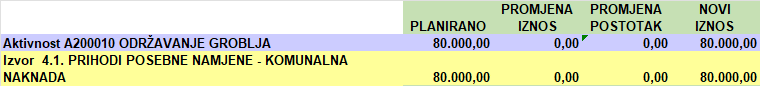 PLANIRANO PROMJENA IZNOS PROMJENA POSTOTAK NOVI IZNOS
Aktivnost A200010 ODRŽAVANJE GROBLJA 80.000,00 0,00 0,00 80.000,00
Izvor 4.1. PRIHODI POSEBNE NAMJENE - KOMUNALNA
NAKNADA 80.000,00 0,00 0,00 80.000,00